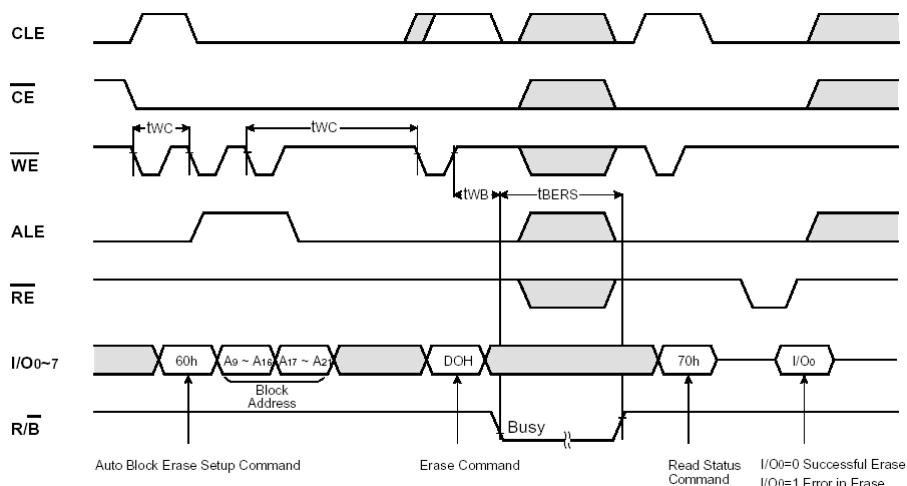 CLE
CE
tWC
tWC
WE
tWB
tBERS
ALE
RE
I/O0~7
60h
A9 ~ A16
A17 ~ A21
DOH
70h
I/O0
Block
Address
R/B
Busy
Auto Block Erase Setup Command
Erase Command
Read Status
Command
I/O0=0 Successful Erase
I/O0=1 Error in Erase